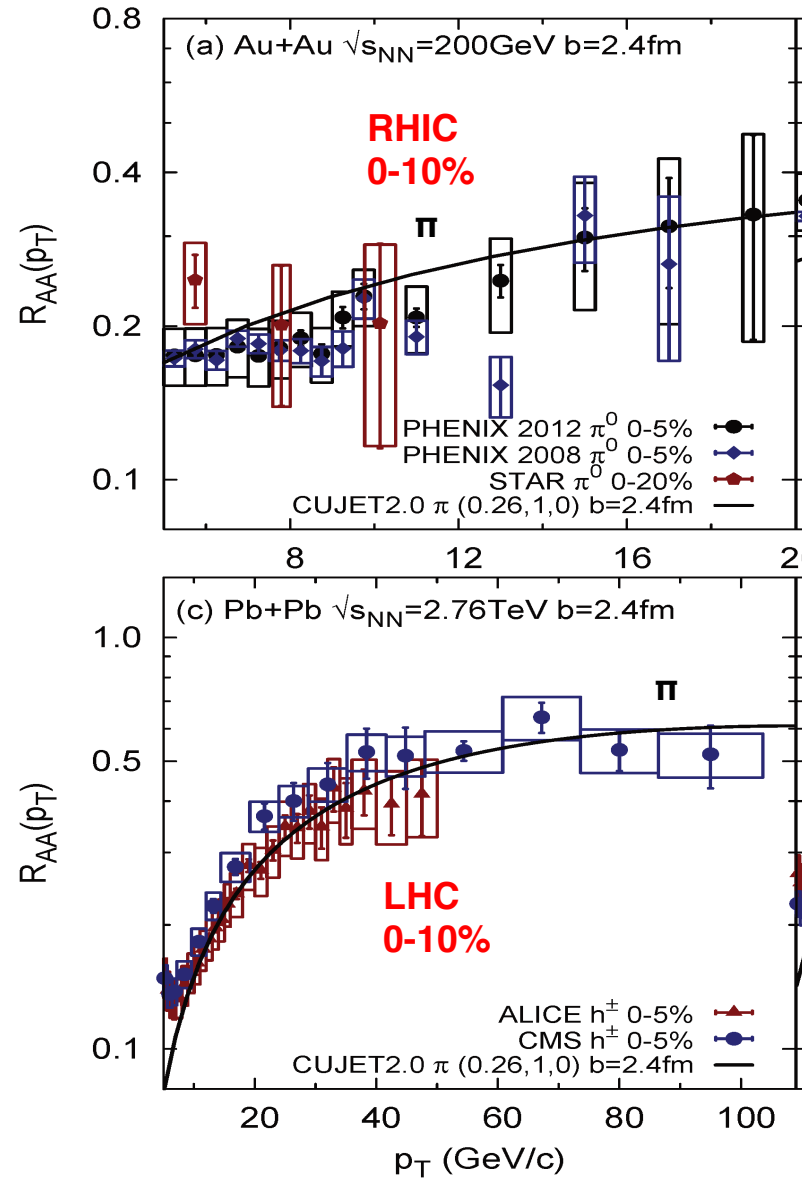 0.8
(a) Au+Au √sNN=200GeV b=2.4fm
RHIC
0-10%
0.4
π
RAA(pT)
0.2
PHENIX 2012 π0 0-5%
PHENIX 2008 π0 0-5%
STAR π0 0-20%
0.1
CUJET2.0 π (0.26,1,0) b=2.4fm
8 12 16
(c) Pb+Pb √sNN=2.76TeV b=2.4fm
1.0
π
0.5
RAA(pT)
LHC
0-10%
ALICE h± 0-5%
CMS h± 0-5%
0.1
CUJET2.0 π (0.26,1,0) b=2.4fm
20 40 60 80 100
pT (GeV/c)